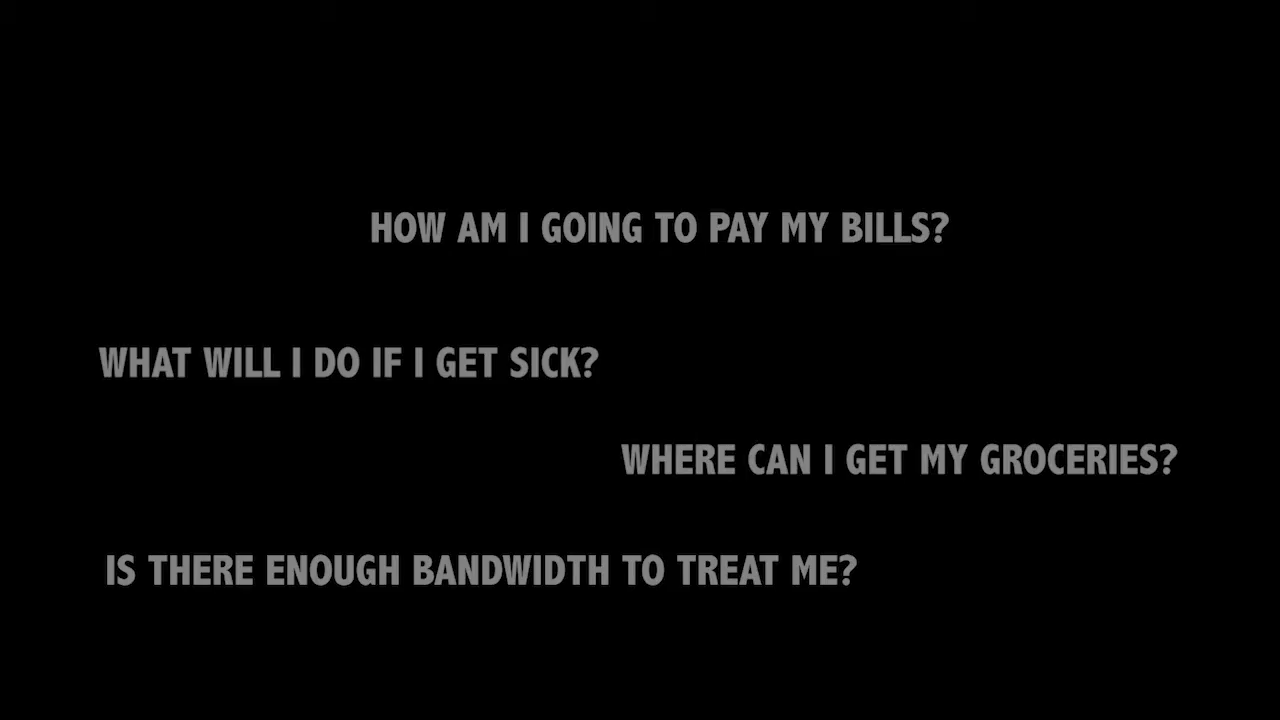 HOW AM I GOING TO PAY MY BILLS?
WHAT WILL I DO IF I GET SICK?
WHERE CAN I GET MY GROCERIES?
IS THERE ENOUGH BANDWIDTH TO TREAT ME?